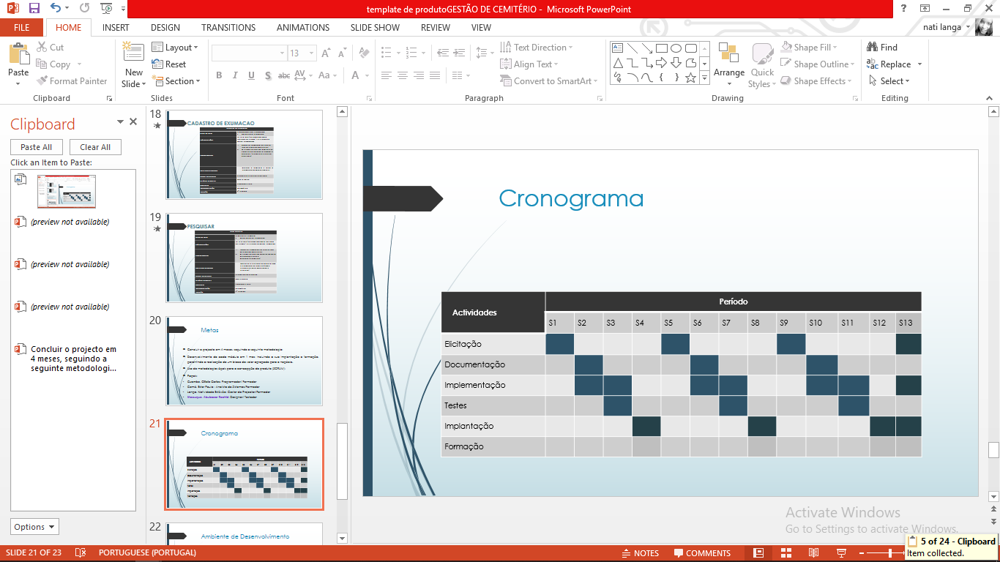 template de produtoGESTÃO DE CEMITÉRIO - Microsoft PowerPoint
FILE HOME INSERT DESIGN TRANSITIONS ANIMATIONS SLIDE SHOW REVIEW VIEW nati langa
Paste
Cut
Copy
Format Painter
Clipboard
New Slide
Layout
Reset
Section
Slides
13
B I U S abc AV Aa A
Font
Text Direction
Align Text
Convert to SmartArt
Paragraph
Arrange
Quick Styles
Shape Fill
Shape Outline
Shape Effects
Drawing
Find
Replace
Select
Editing
Clipboard
Paste All Clear All
Click an Item to Paste:
(preview not available)
(preview not available)
(preview not available)
Concluir o projecto em
4 meses, seguindo a
seguinte metodologi...
Options
18
CADASTRO DE EXUMACAO
19
PESQUISAR
20
Metas
21
Cronograma
22
Ambiente de Desenvolvimento
Cronograma
Actividades Período
S1 S2 S3 S4 S5 S6 S7 S8 S9 S10 S11 S12 S13
Elicitação
Documentação
Implementação
Testes
Implantação
Formação
Activate Windows
Go to Settings to activate Windows.
5 of 24 - Clipboard
Item collected.
SLIDE 21 OF 23 PORTUGUESE (PORTUGAL) NOTES COMMENTS